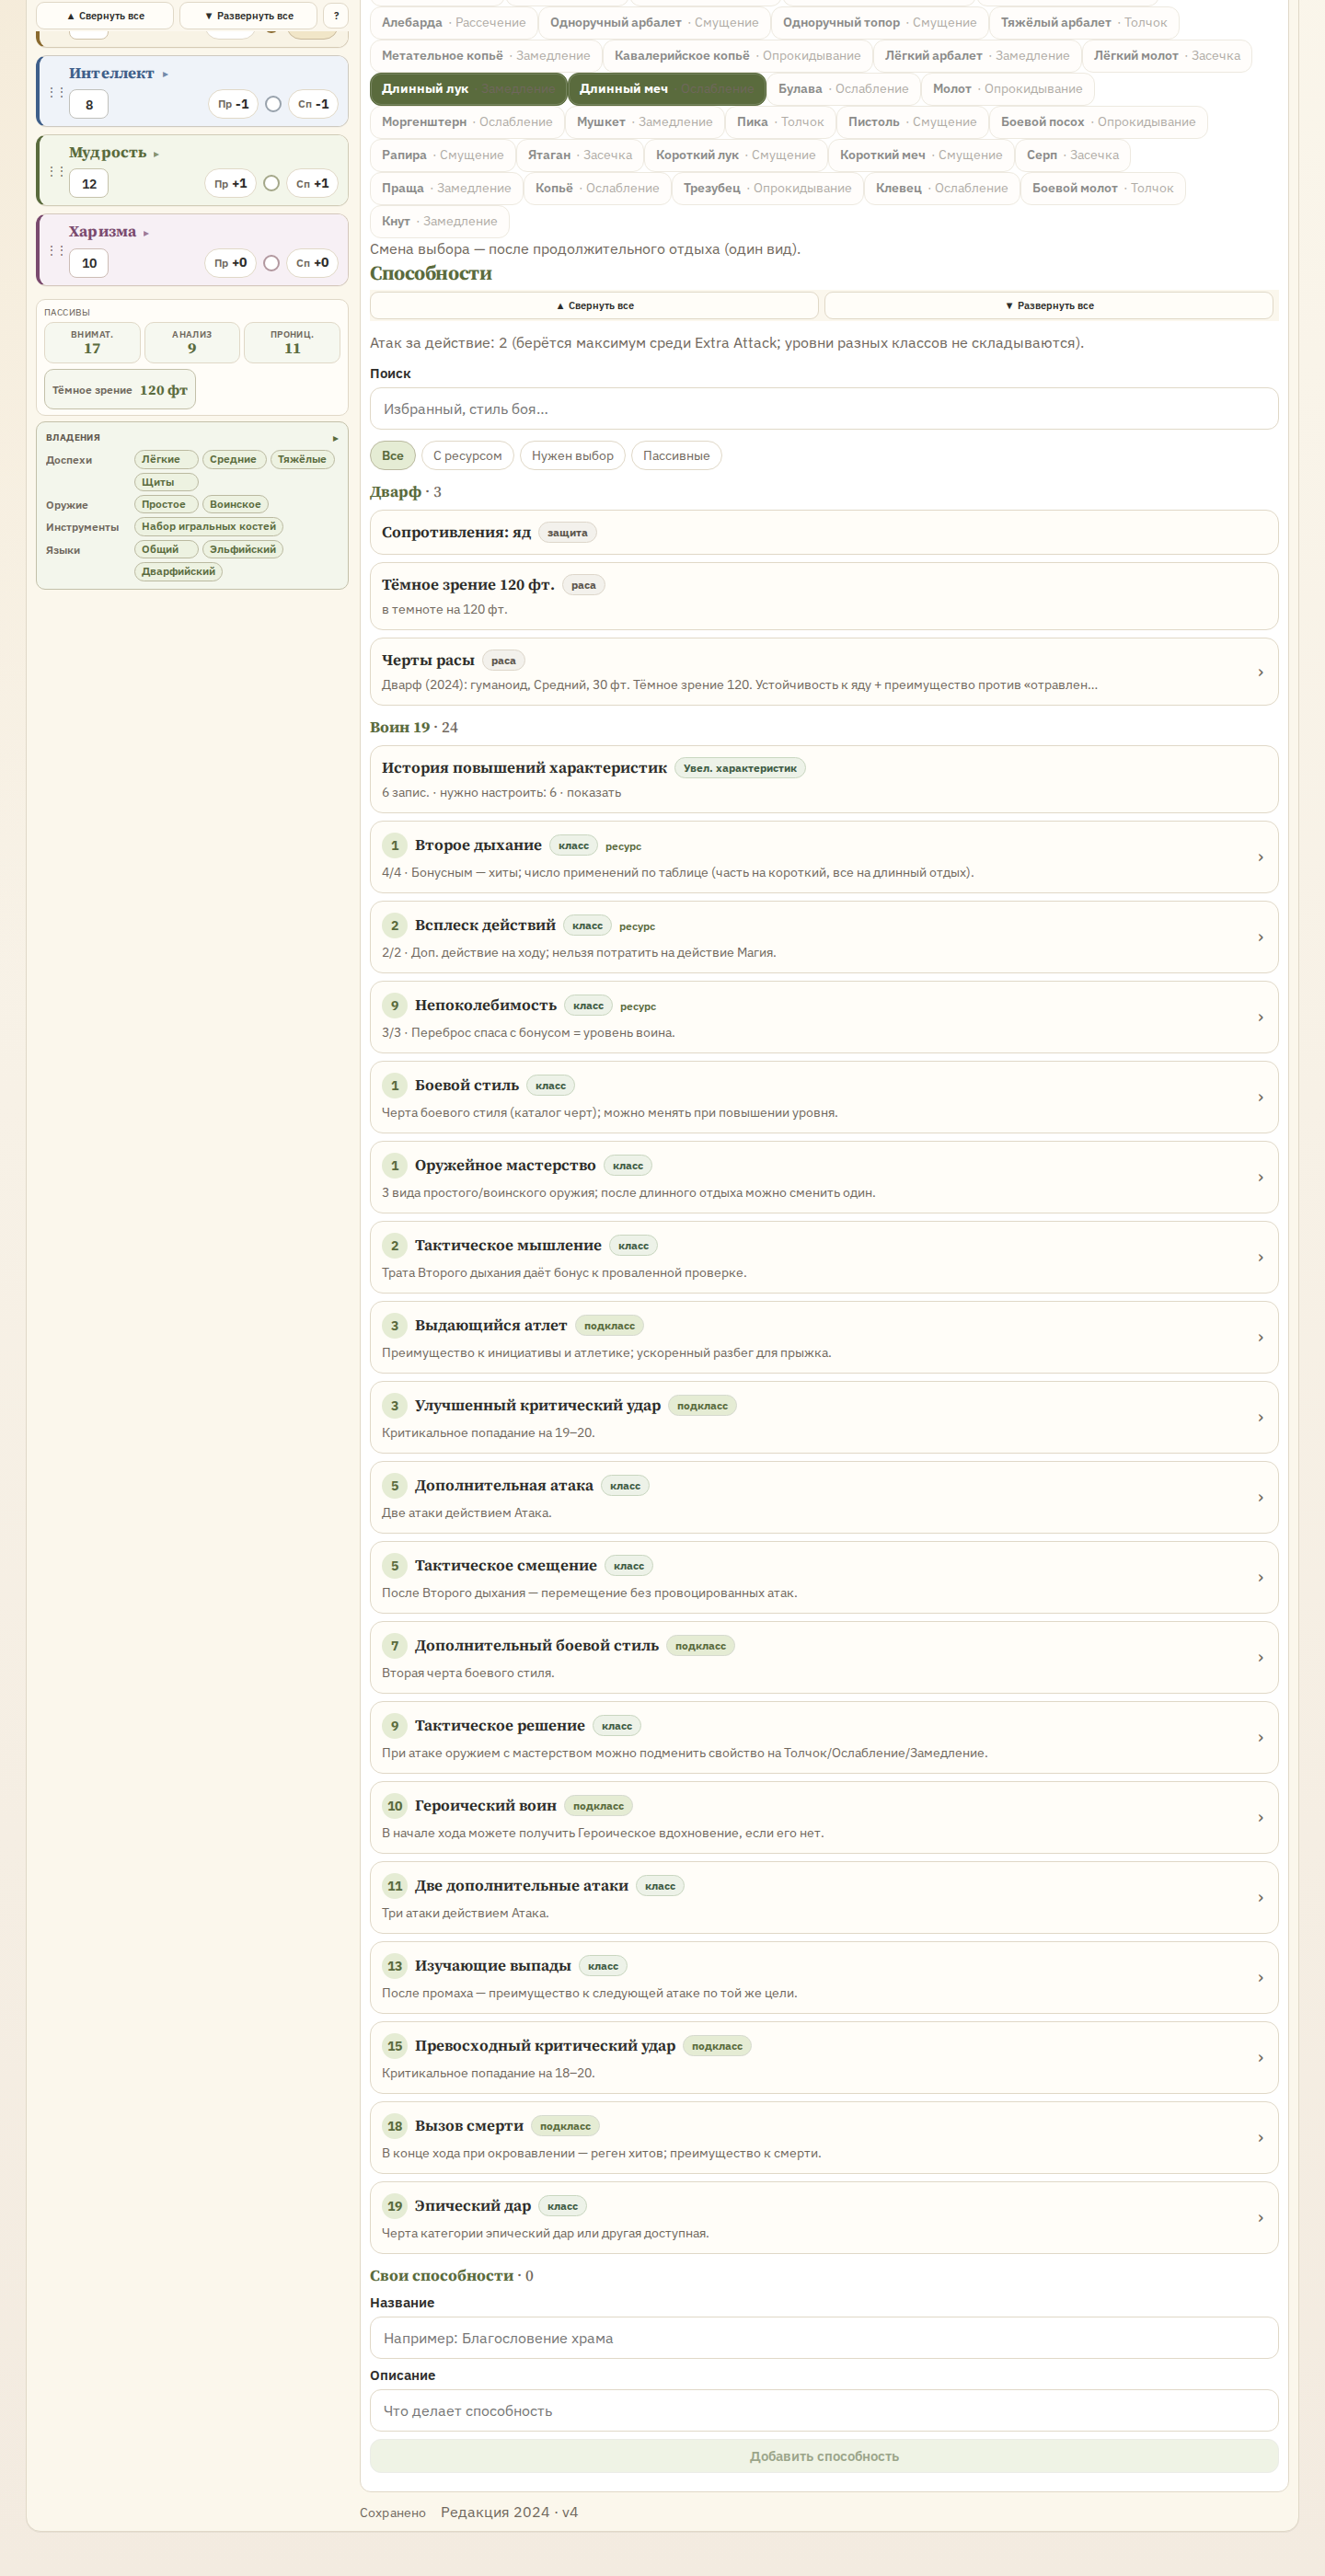 ▲ Свернуть все ▼ Развернуть все ?
Интеллект ▸
8 Пр -1 Сп -1
Мудрость ▸
12 Пр +1 Сп +1
Харизма ▸
10 Пр +0 Сп +0
ПАССИВЫ
ВНИМАТ. АНАЛИЗ ПРОНИЦ.
17 9 11
Тёмное зрение 120 фт
ВЛАДЕНИЯ ▸
Доспехи Лёгкие Средние Тяжёлые
Щиты
Оружие Простое Воинское
Инструменты Набор игральных костей
Языки Общий Эльфийский
Дварфийский
Алебарда · Рассечение Одноручный арбалет · Смущение Одноручный топор · Смущение Тяжёлый арбалет · Толчок
Метательное копьё · Замедление Кавалерийское копьё · Опрокидывание Лёгкий арбалет · Замедление Лёгкий молот · Засечка
Длинный лук Длинный меч Булава · Ослабление Молот · Опрокидывание
Моргенштерн · Ослабление Мушкет · Замедление Пика · Толчок Пистоль · Смущение Боевой посох · Опрокидывание
Рапира · Смущение Ятаган · Засечка Короткий лук · Смущение Короткий меч · Смущение Серп · Засечка
Праща · Замедление Копьё · Ослабление Трезубец · Опрокидывание Клевец · Ослабление Боевой молот · Толчок
Кнут · Замедление
Смена выбора — после продолжительного отдыха (один вид).
Способности
▲ Свернуть все ▼ Развернуть все
Атак за действие: 2 (берётся максимум среди Extra Attack; уровни разных классов не складываются).
Поиск
Избранный, стиль боя…
Все С ресурсом Нужен выбор Пассивные
Дварф · 3
Сопротивления: яд защита
Тёмное зрение 120 фт. раса
в темноте на 120 фт.
Черты расы раса
Дварф (2024): гуманоид, Средний, 30 фт. Тёмное зрение 120. Устойчивость к яду + преимущество против «отравлен… ›
Воин 19 · 24
История повышений характеристик Увел. характеристик
6 запис. · нужно настроить: 6 · показать
1 Второе дыхание класс ресурс
4/4 · Бонусным — хиты; число применений по таблице (часть на короткий, все на длинный отдых). ›
2 Всплеск действий класс ресурс
2/2 · Доп. действие на ходу; нельзя потратить на действие Магия. ›
9 Непоколебимость класс ресурс
3/3 · Переброс спаса с бонусом = уровень воина. ›
1 Боевой стиль класс
Черта боевого стиля (каталог черт); можно менять при повышении уровня. ›
1 Оружейное мастерство класс
3 вида простого/воинского оружия; после длинного отдыха можно сменить один. ›
2 Тактическое мышление класс
Трата Второго дыхания даёт бонус к проваленной проверке. ›
3 Выдающийся атлет подкласс
Преимущество к инициативы и атлетике; ускоренный разбег для прыжка. ›
3 Улучшенный критический удар подкласс
Критическое попадание на 19–20. ›
5 Дополнительная атака класс
Две атаки действием Атака. ›
5 Тактическое смещение класс
После Второго дыхания — перемещение без провоцированных атак. ›
7 Дополнительный боевой стиль подкласс
Вторая черта боевого стиля. ›
9 Тактическое решение класс
При атаке оружием с мастерством можно подменить свойство на Толчок/Ослабление/Замедление. ›
10 Героический воин подкласс
В начале хода можете получить Героическое вдохновение, если его нет. ›
11 Две дополнительные атаки класс
Три атаки действием Атака. ›
13 Изучающие выпады класс
После промаха — преимущество к следующей атаке по той же цели. ›
15 Превосходный критический удар подкласс
Критикальное попадание на 18–20. ›
18 Вызов смерти подкласс
В конце хода при окровавлении — реген хитов; преимущество к смерти. ›
19 Эпический дар класс
Черта категории эпический дар или другая доступная. ›
Свои способности · 0
Название
Например: Благословение храма
Описание
Что делает способность
Добавить способность
Сохранено Редакция 2024 · v4